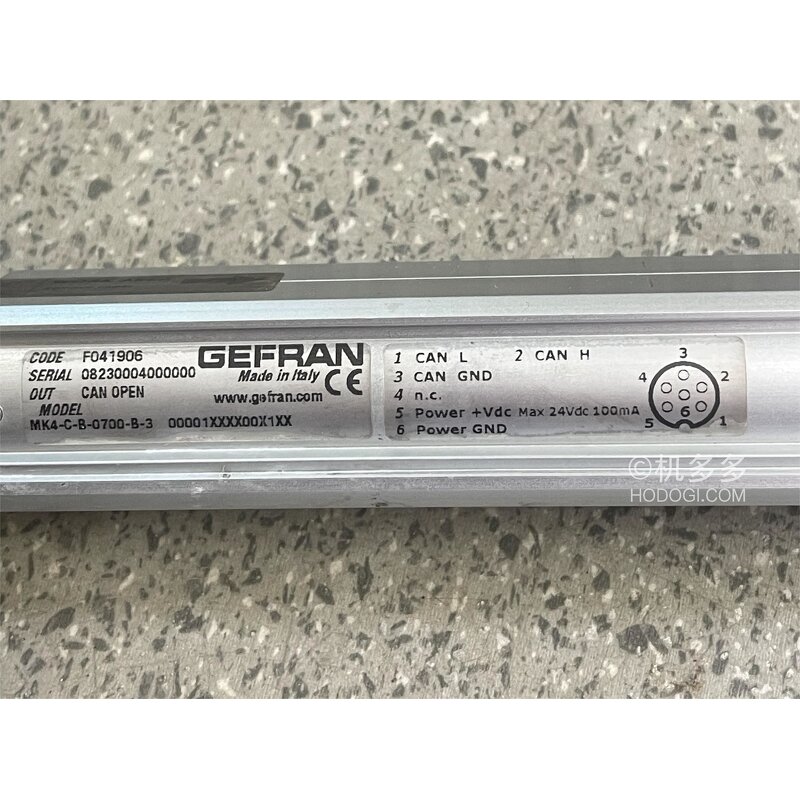 CODE F041906
GEFRAN
SERIAL 08230004000000
Made in Italy CE
OUT CAN OPEN
www.gefran.com
MODEL
MK4-C-B-0700-B-3 00001XXXX00X1XX
1 CAN L 2 CAN H
3 CAN GND
4 n.c.
5 Power +Vdc Max 24Vdc 100mA
6 Power GND
3
4 2
6
5 1
©机多多
HODOGI.COM